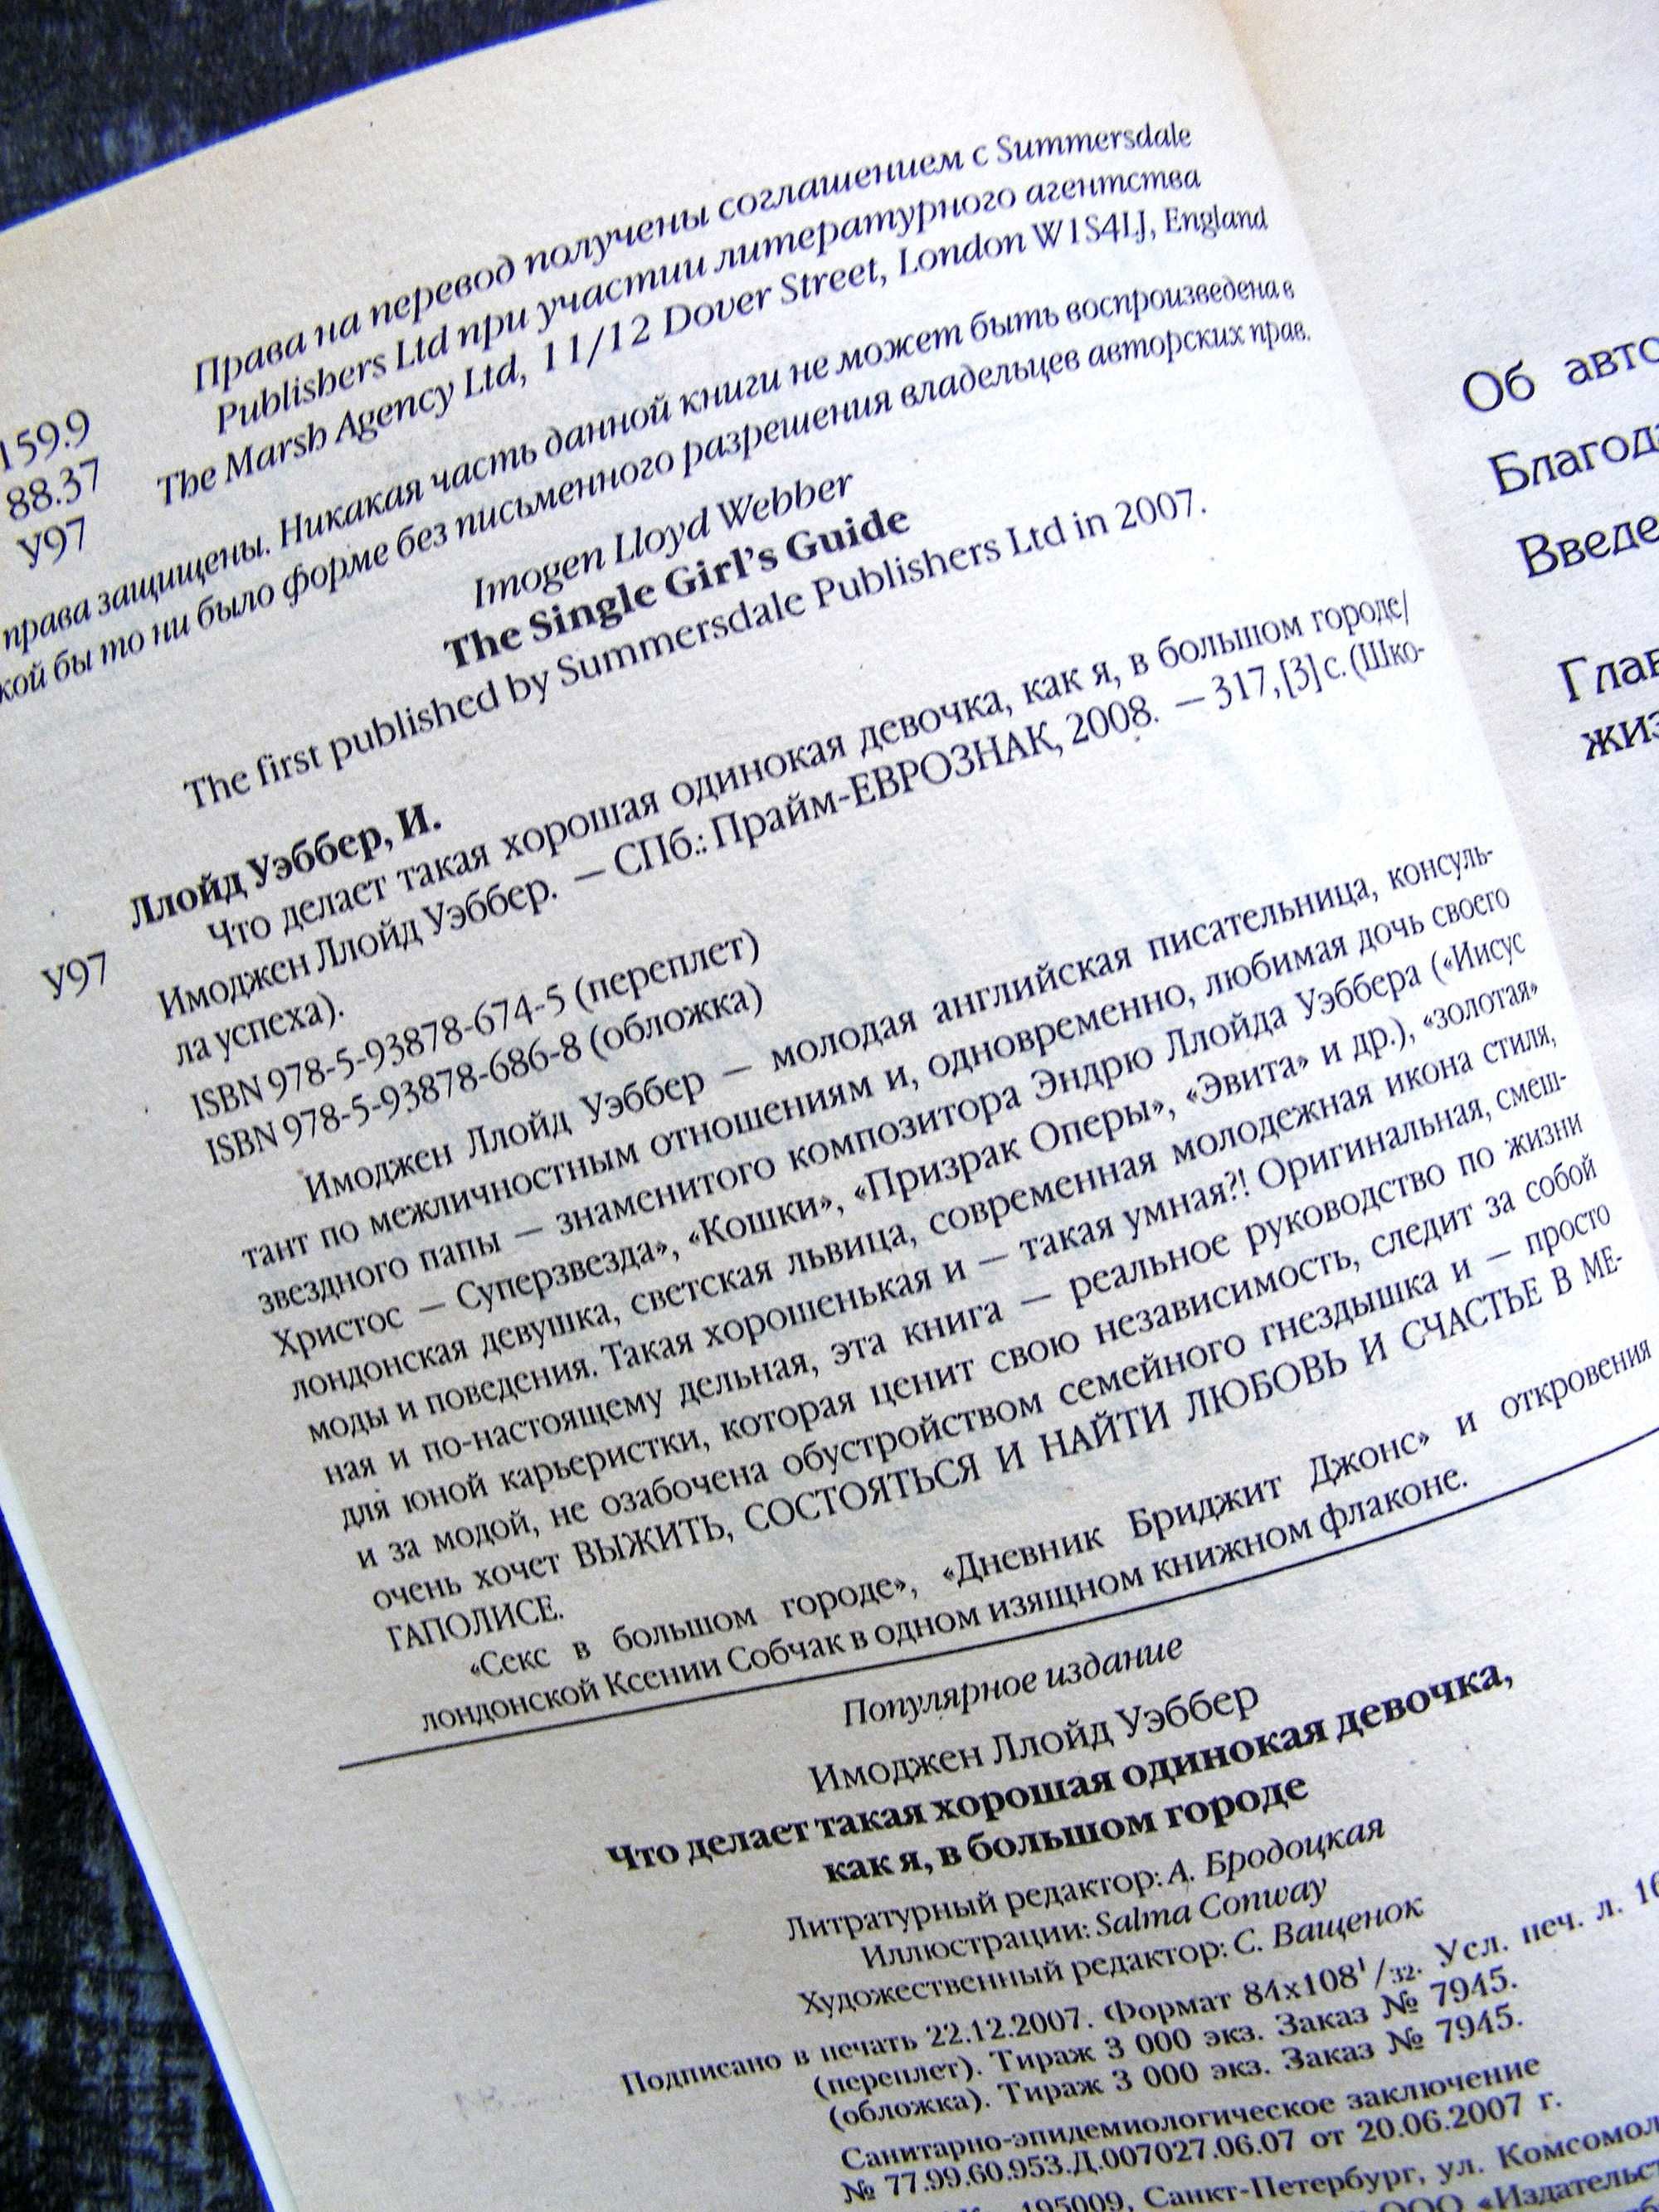 159.9
88.37
У97
Права на перевод получены соглашением с Summersdale
Publishers Ltd при участии литературного агентства
The Marsh Agency Ltd, 11/12 Dover Street, London W1S4LJ, England
права защищены. Никакая часть данной книги не может быть воспроизведена в
кой бы то ни было форме без письменного разрешения владельцев авторских прав.
Imogen Lloyd Webber
The Single Girl's Guide
The first published by Summersdale Publishers Ltd in 2007.
Ллойд Уэббер, И.
У97
Что делает такая хорошая одинокая девочка, как я, в большом городе/
Имоджен Ллойд Уэббер. — СПб.: Прайм-ЕВРОЗНАК, 2008. — 317, [3] с. (Шко-
ла успеха).
ISBN 978-5-93878-674-5 (переплет)
ISBN 978-5-93878-686-8 (обложка)
Имоджен Ллойд Уэббер — молодая английская писательница, консуль-
тант по межличностным отношениям и, одновременно, любимая дочь своего
звездного папы — знаменитого композитора Эндрю Ллойда Уэббера («Иисус
Христос — Суперзвезда», «Кошки», «Призрак Оперы», «Эвита» и др.), «золотая»
лондонская девушка, светская львица, современная молодежная икона стиля,
моды и поведения. Такая хорошенькая и — такая умная?! Оригинальная, смеш-
ная и по-настоящему дельная, эта книга — реальное руководство по жизни
для юной карьеристки, которая ценит свою независимость, следит за собой
и за модой, не озабочена обустройством семейного гнездышка и — просто
очень хочет ВЫЖИТЬ, СОСТОЯТЬСЯ И НАЙТИ ЛЮБОВЬ И СЧАСТЬЕ В МЕ-
ГАПОЛИСЕ.
«Секс в большом городе», «Дневник Бриджит Джонс» и откровения
лондонской Ксении Собчак в одном изящном книжном флаконе.
Популярное издание
Имоджен Ллойд Уэббер
Что делает такая хорошая одинокая девочка,
как я, в большом городе
Литратурный редактор: А. Бродоцкая
Иллюстрации: Salma Conway
Художественный редактор: С. Ващенок
Подписано в печать 22.12.2007. Формат 84x108 1/32. Усл. печ. л. 16
(переплет). Тираж 3 000 экз. Заказ № 7945.
(обложка). Тираж 3 000 экз. Заказ № 7945.
Санитарно-эпидемиологическое заключение
№ 77.99.60.953.Д.007027.06.07 от 20.06.2007 г.
195009, Санкт-Петербург, ул. Комсомол
ООО «Издательст
Об авто
Благод
Введе
Глав
жиз